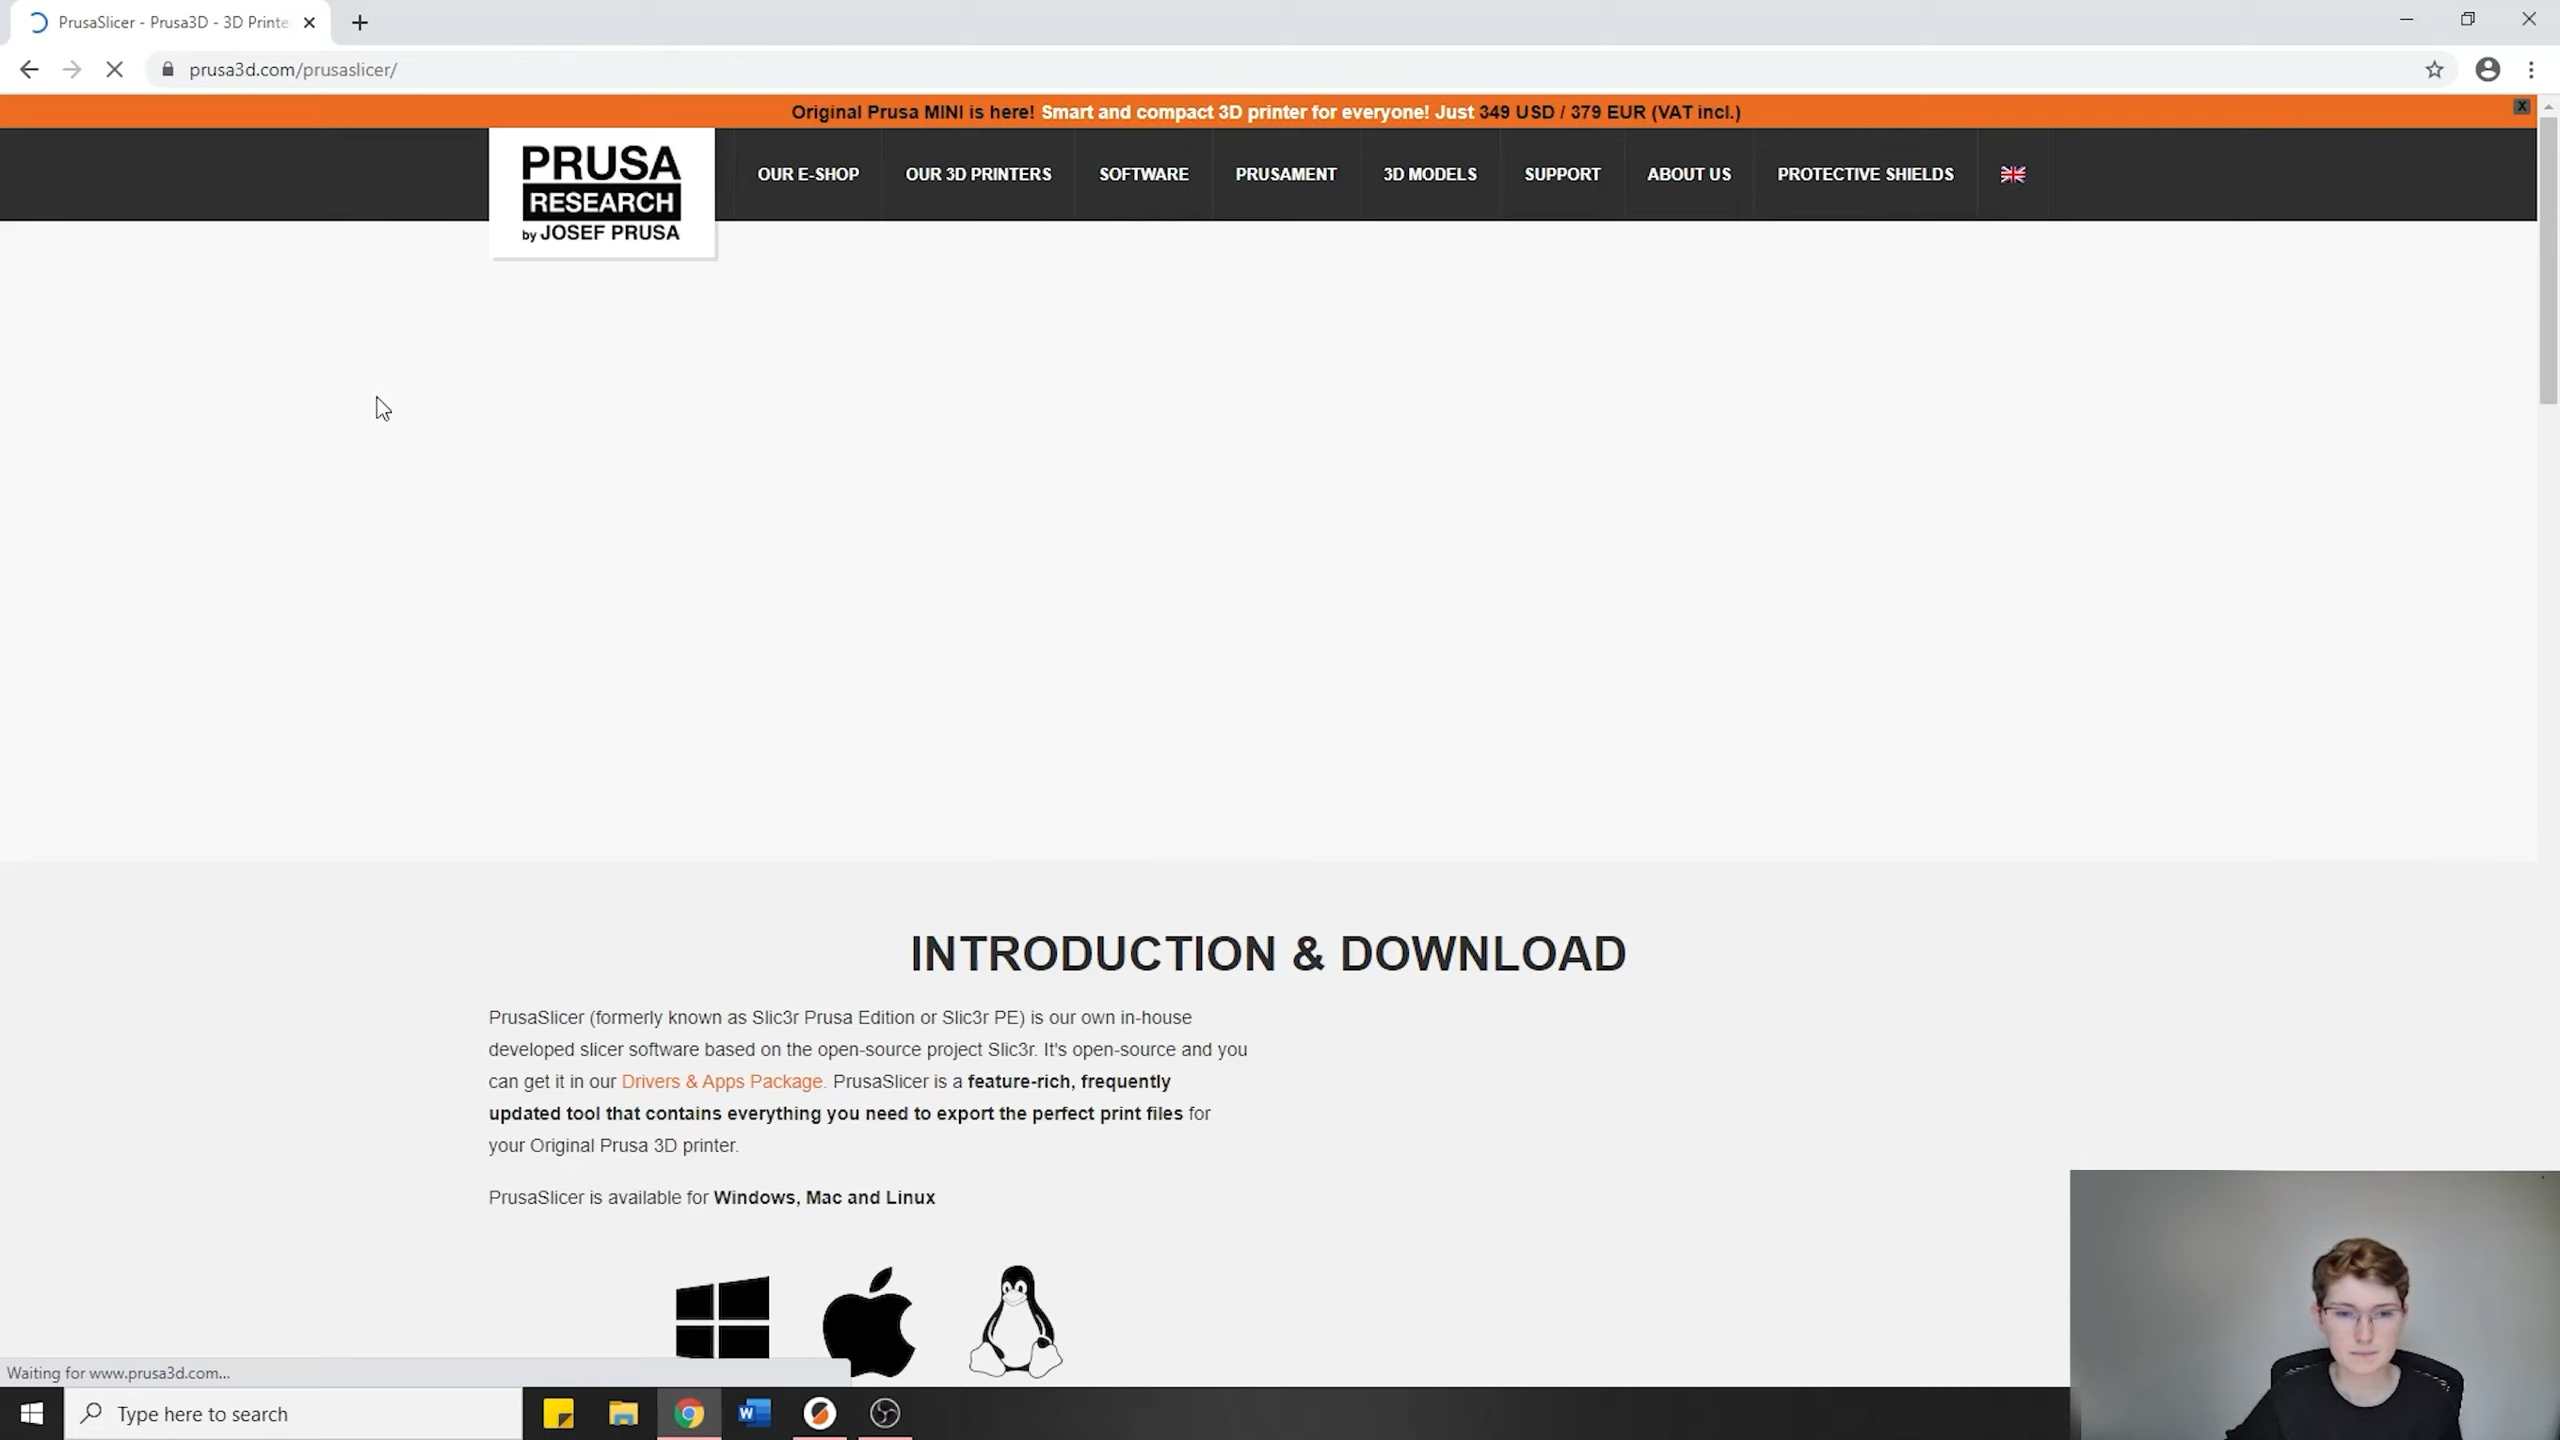 PrusaSlicer - Prusa3D - 3D Printe
prusa3d.com/prusaslicer/
Original Prusa MINI is here! Smart and compact 3D printer for everyone! Just 349 USD / 379 EUR (VAT incl.)
X
PRUSA
RESEARCH
by JOSEF PRUSA
OUR E-SHOP
OUR 3D PRINTERS
SOFTWARE
PRUSAMENT
3D MODELS
SUPPORT
ABOUT US
PROTECTIVE SHIELDS
INTRODUCTION & DOWNLOAD
PrusaSlicer (formerly known as Slic3r Prusa Edition or Slic3r PE) is our own in-house
developed slicer software based on the open-source project Slic3r. It's open-source and you
can get it in our Drivers & Apps Package. PrusaSlicer is a feature-rich, frequently
updated tool that contains everything you need to export the perfect print files for
your Original Prusa 3D printer.
PrusaSlicer is available for Windows, Mac and Linux
Waiting for www.prusa3d.com...
Type here to search
W